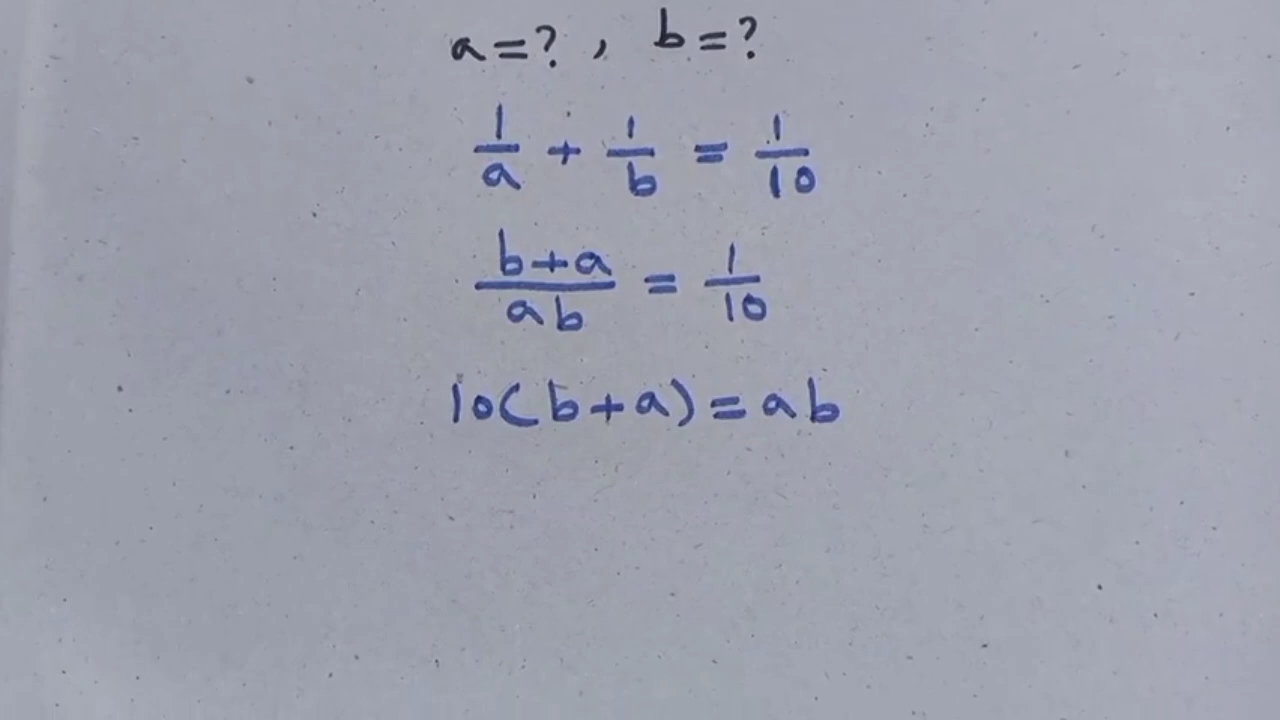 a=?, b=?
1/a + 1/b = 1/10
b+a/ab = 1/10
10(b+a)=ab